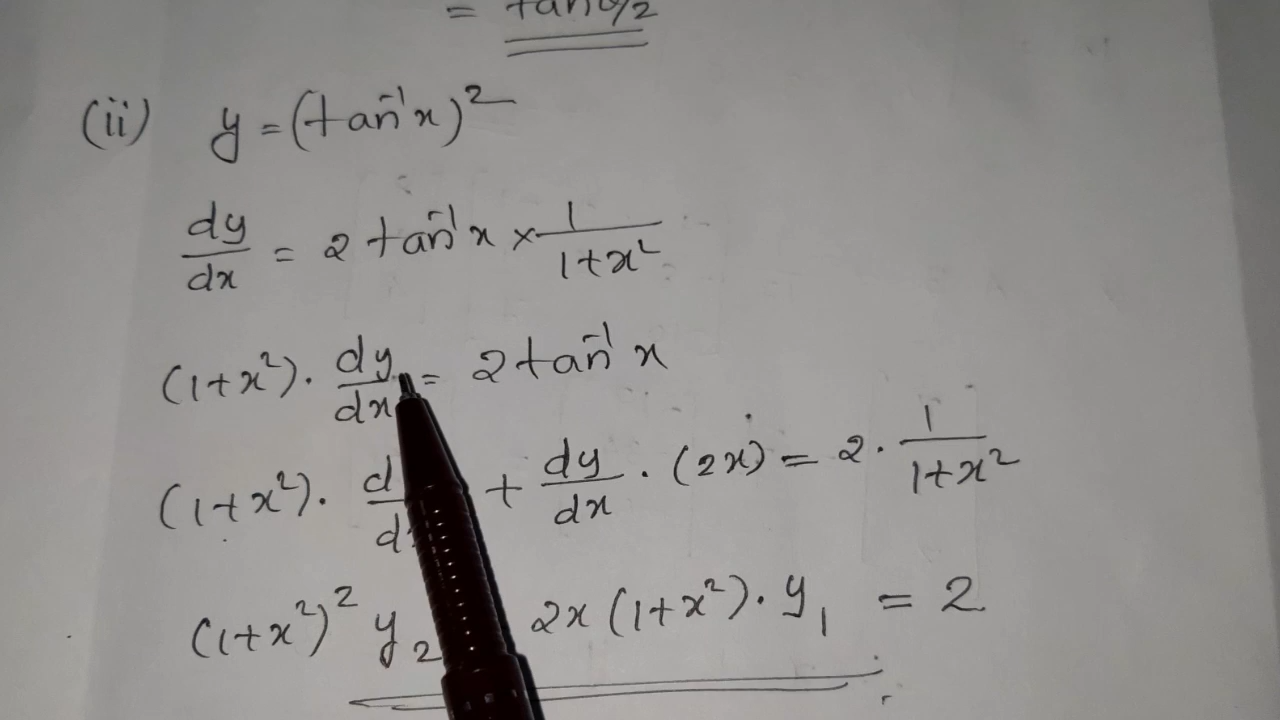 = tan θ/2
(ii) y = (tan⁻¹x)²
dy/dx = 2 tan⁻¹x × 1/(1+x²)
(1+x²). dy/dx = 2tan⁻¹x
(1+x²). d + dy/dx . (2x) = 2 . 1/(1+x²)
(1+x²)² y₂ 2x(1+x²). y₁ = 2